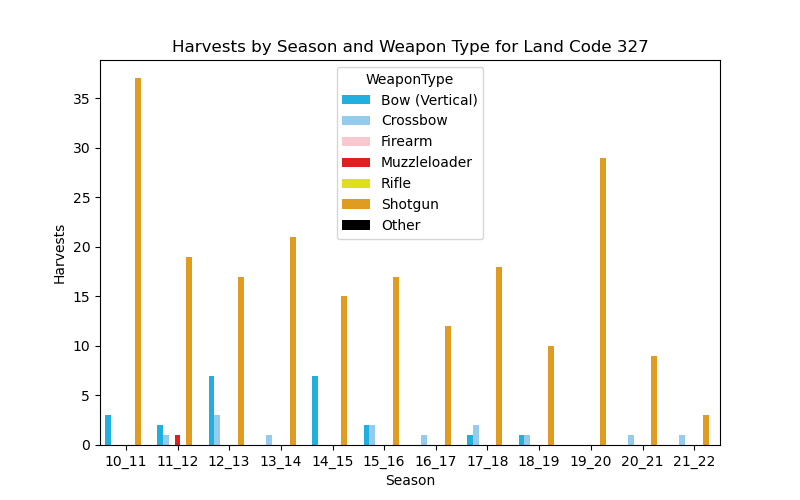 Harvests by Season and Weapon Type for Land Code 327
WeaponType
Bow (Vertical)
Crossbow
Firearm
Muzzleloader
Rifle
Shotgun
Other
Harvests
35
30
25
20
15
10
5
0
10_11 11_12 12_13 13_14 14_15 15_16 16_17 17_18 18_19 19_20 20_21 21_22
Season